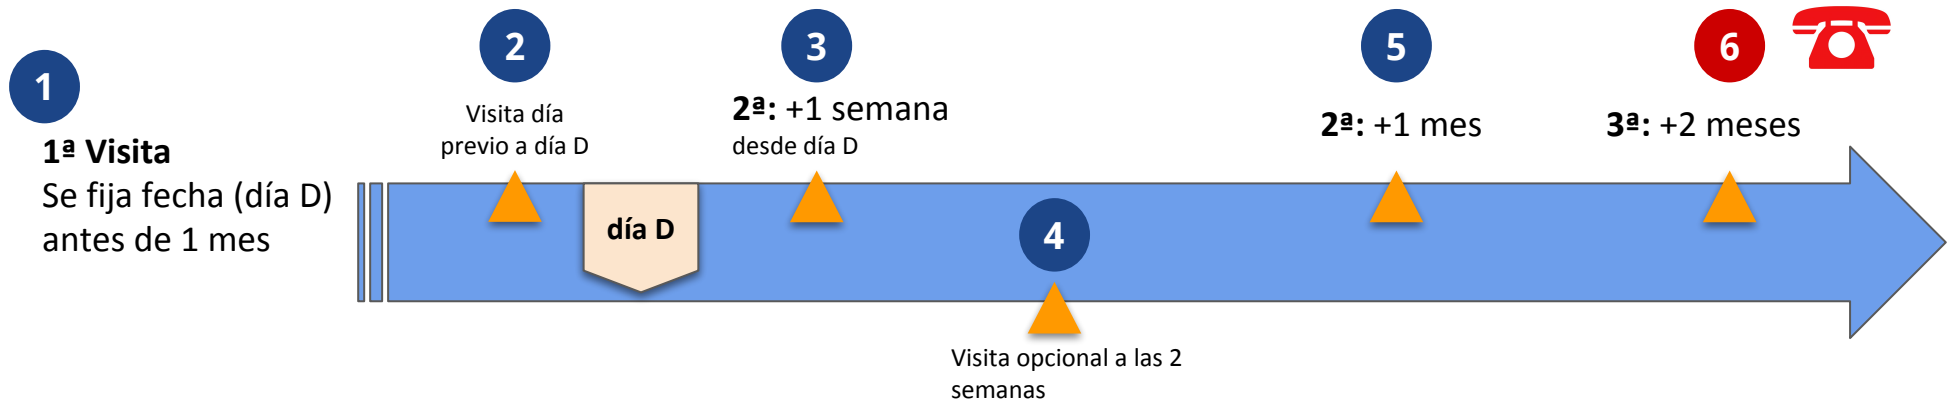 1
1ª Visita
Se fija fecha (día D)
antes de 1 mes
2
Visita día
previo a día D
día D
3
2ª: +1 semana
desde día D
4
Visita opcional a las 2
semanas
5
2ª: +1 mes
6
3ª: +2 meses